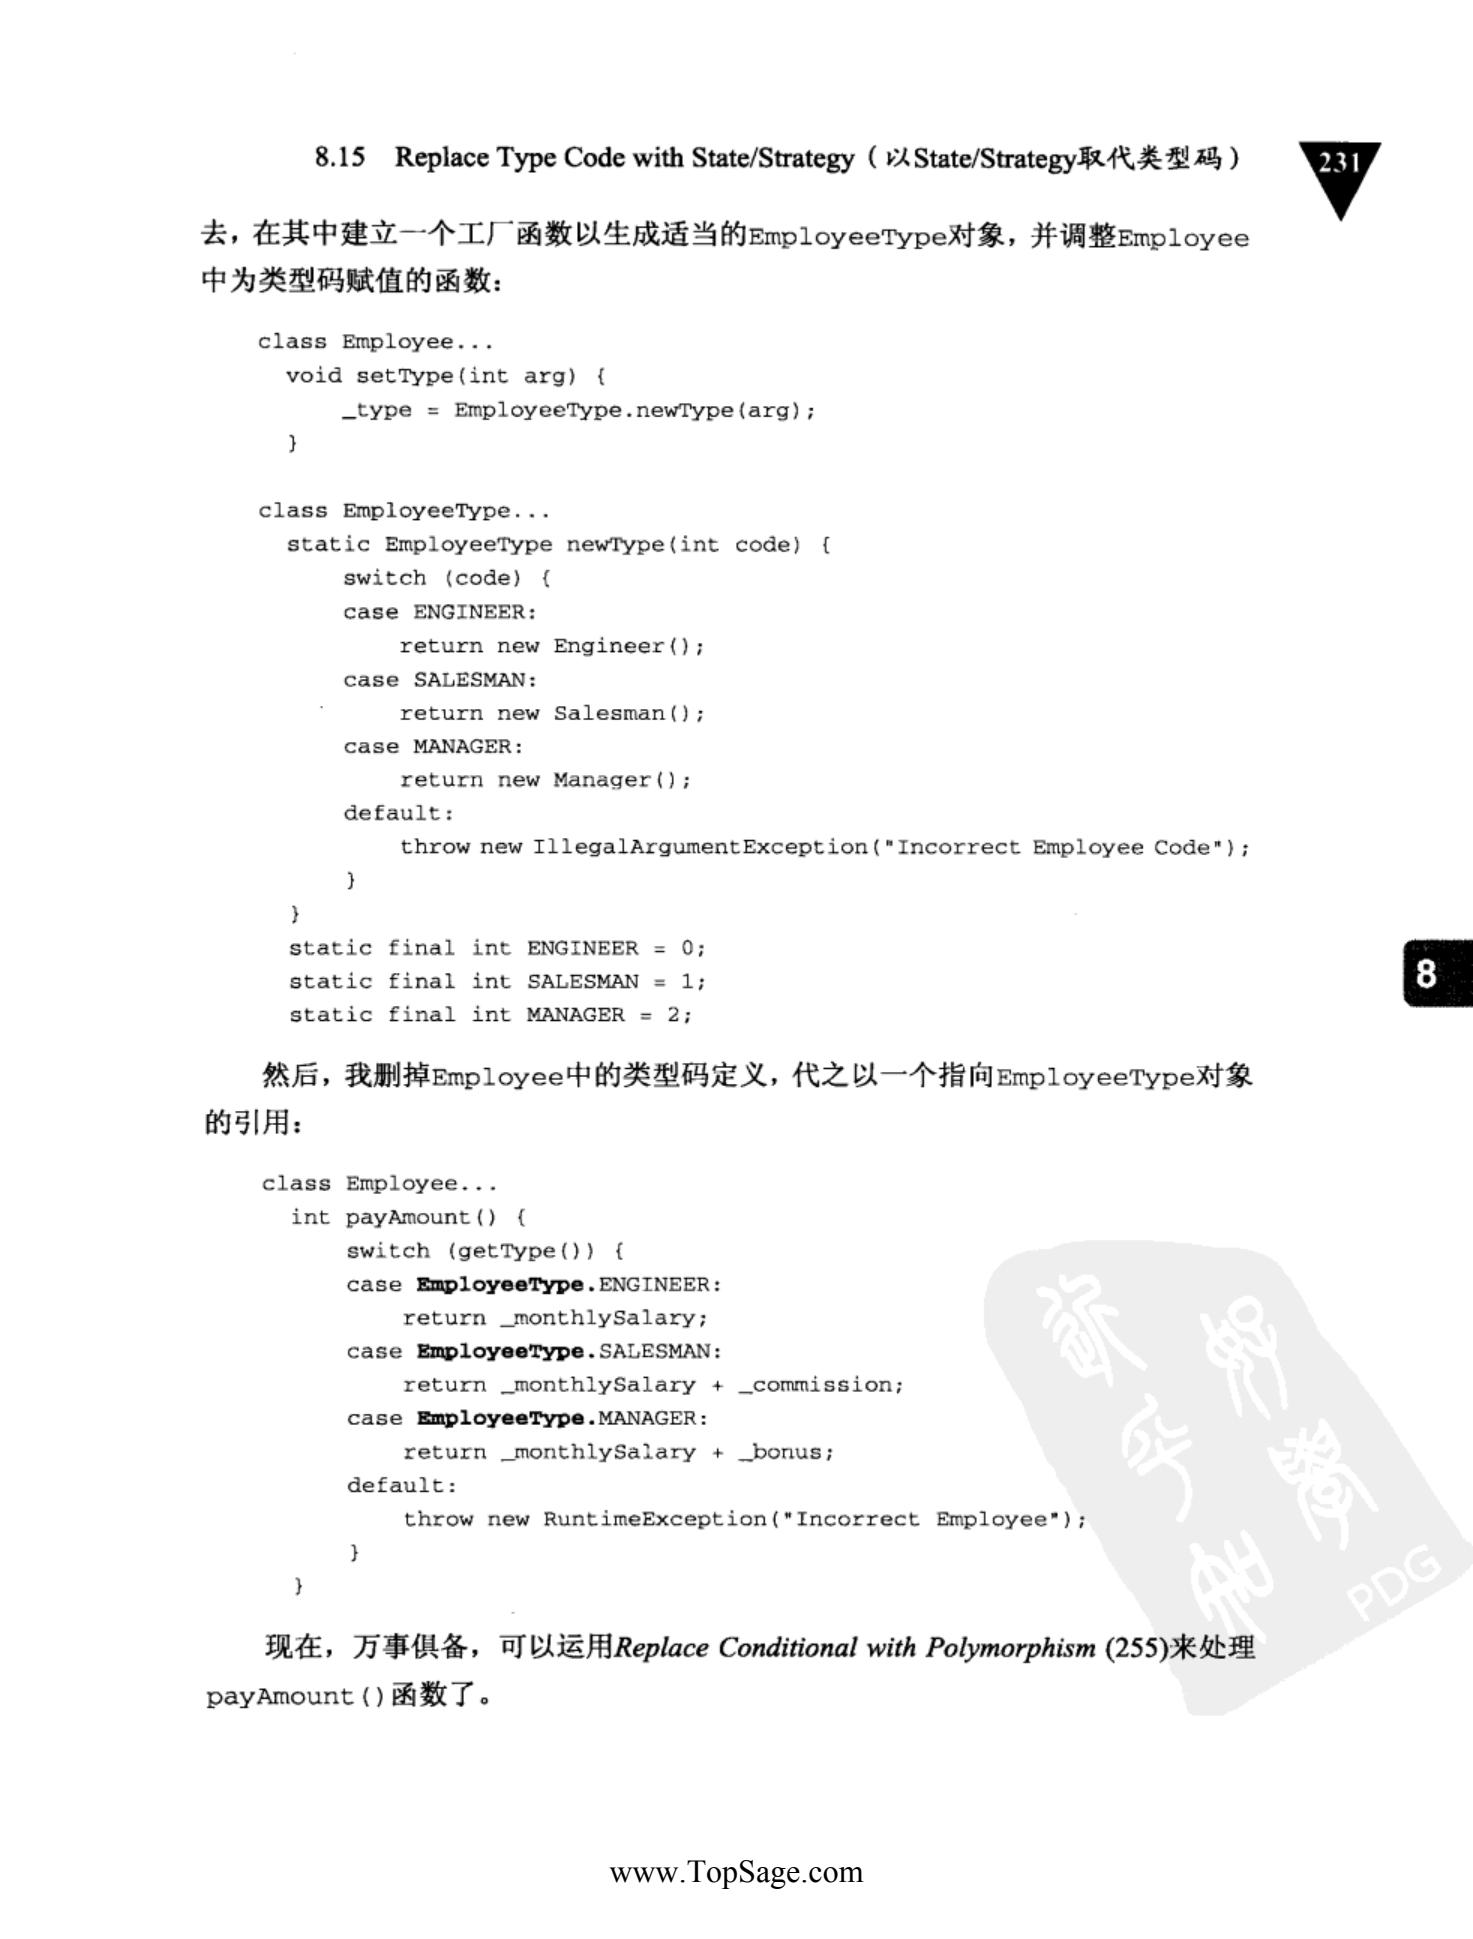 8.15 Replace Type Code with State/Strategy（以State/Strategy取代类型码）
231
去，在其中建立一个工厂函数以生成适当的EmployeeType对象，并调整Employee
中为类型码赋值的函数：
class Employee...
void setType(int arg) {
_type = EmployeeType.newType(arg);
}
class EmployeeType...
static EmployeeType newType(int code) {
switch (code) {
case ENGINEER:
return new Engineer();
case SALESMAN:
return new Salesman();
case MANAGER:
return new Manager();
default:
throw new IllegalArgumentException("Incorrect Employee Code");
}
}
static final int ENGINEER = 0;
static final int SALESMAN = 1;
static final int MANAGER = 2;
8
然后，我删掉Employee中的类型码定义，代之以一个指向EmployeeType对象
的引用：
class Employee...
int payAmount() {
switch (getType()) {
case EmployeeType.ENGINEER:
return _monthlySalary;
case EmployeeType.SALESMAN:
return _monthlySalary + _commission;
case EmployeeType.MANAGER:
return _monthlySalary + _bonus;
default:
throw new RuntimeException("Incorrect Employee");
}
}
PDG
现在，万事俱备，可以运用Replace Conditional with Polymorphism (255)来处理
payAmount()函数了。
www.TopSage.com